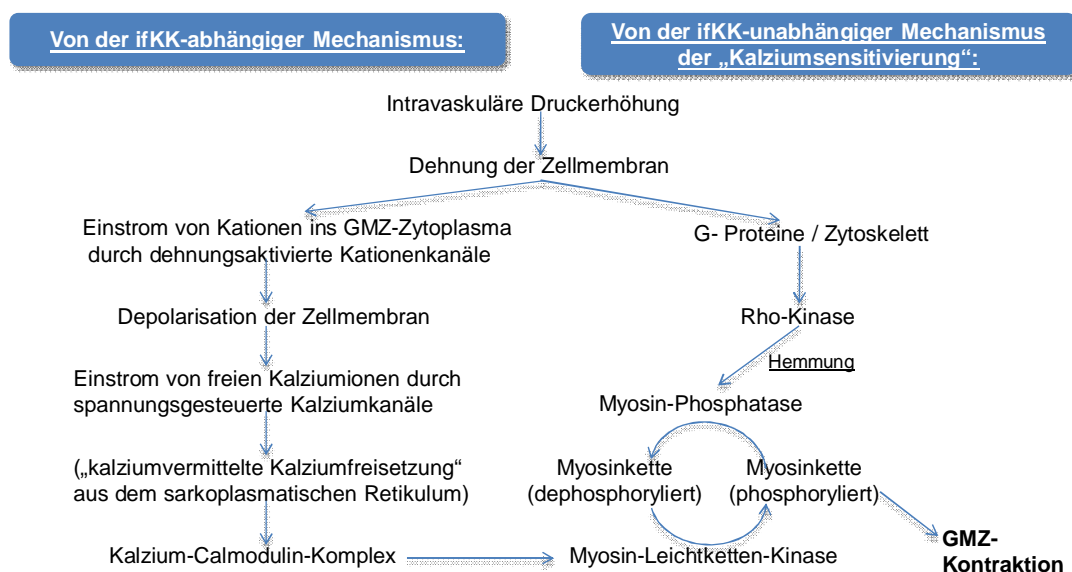 Von der ifKK-abhängiger Mechanismus:
Von der ifKK-unabhängiger Mechanismus
der „Kalziumsensitivierung“:
Intravaskuläre Druckerhöhung
Dehnung der Zellmembran
Einstrom von Kationen ins GMZ-Zytoplasma
durch dehnungsaktivierte Kationenkanäle
Depolarisation der Zellmembran
Einstrom von freien Kalziumionen durch
spannungsgesteuerte Kalziumkanäle
(„kalziumvermittelte Kalziumfreisetzung“
aus dem sarkoplasmatischen Retikulum)
Kalzium-Calmodulin-Komplex
G- Proteine / Zytoskelett
Rho-Kinase
Hemmung
Myosin-Phosphatase
Myosinkette
(dephosphoryliert)
Myosinkette
(phosphoryliert)
Myosin-Leichtketten-Kinase
GMZ-
Kontraktion